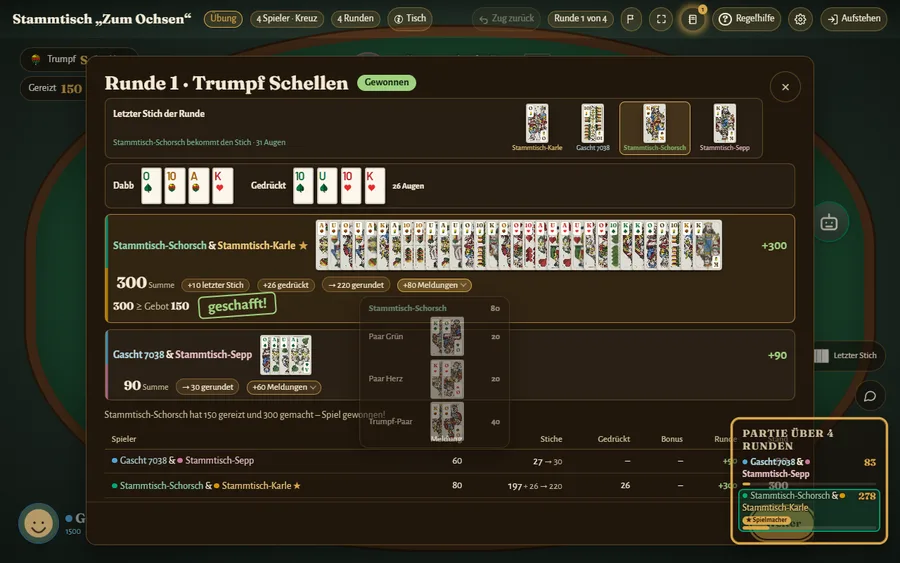 Stammtisch „Zum Ochsen“
Übung
4 Spieler · Kreuz
4 Runden
Tisch
Zug zurück
Runde 1 von 4
5
Regelhilfe
Aufstehen
Trumpf
Gereizt 150
Runde 1 · Trumpf Schellen
Gewonnen
×
Letzter Stich der Runde
Stammtisch-Schorsch bekommt den Stich · 31 Augen
Stammtisch-Karle
Gascht 7038
Stammtisch-Schorsch
Stammtisch-Sepp
Dabb
O 10 A K
Gedrückt
10 U 10 K
26 Augen
Stammtisch-Schorsch & Stammtisch-Karle ★
+300
300 Summe
+10 letzter Stich
+26 gedrückt
→ 220 gerundet
+80 Meldungen
300 ≥ Gebot 150
geschafft!
Stammtisch-Schorsch 80
Paar Grün 20
Paar Herz 20
Trumpf-Paar 40
Gascht 7038 & Stammtisch-Sepp
+90
90 Summe
→ 30 gerundet
+60 Meldungen
Letzter Stich
Stammtisch-Schorsch hat 150 gereizt und 300 gemacht – Spiel gewonnen!
Spieler Meldung Stiche Gedrückt Bonus Runde
Gascht 7038 & Stammtisch-Sepp 60 27 → 30 – – +90
Stammtisch-Schorsch & Stammtisch-Karle ★ 80 197 + 26 → 220 26 – +300 300
PARTIE ÜBER 4
RUNDEN
Gascht 7038 &
Stammtisch-Sepp
83
Stammtisch-Schorsch &
Stammtisch-Karle
278
★ Spielmacher
G
1500